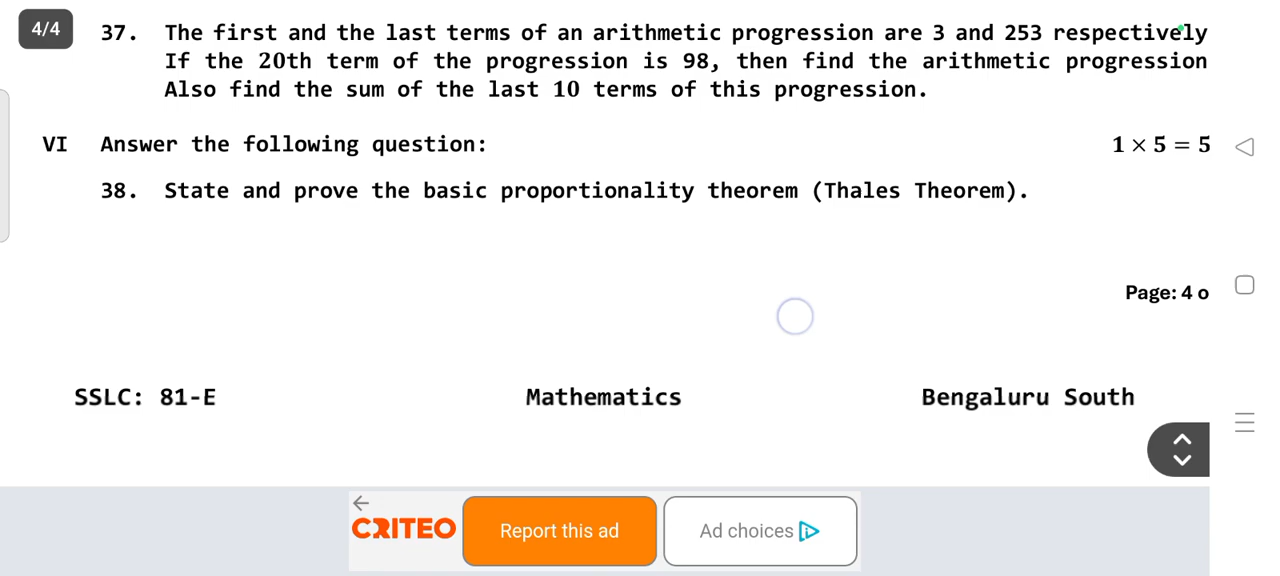 4/4
37. The first and the last terms of an arithmetic progression are 3 and 253 respectively
If the 20th term of the progression is 98, then find the arithmetic progression
Also find the sum of the last 10 terms of this progression.
VI Answer the following question: 1 × 5 = 5
38. State and prove the basic proportionality theorem (Thales Theorem).
Page: 4 o
SSLC: 81-E Mathematics Bengaluru South
CRITEO Report this ad Ad choices